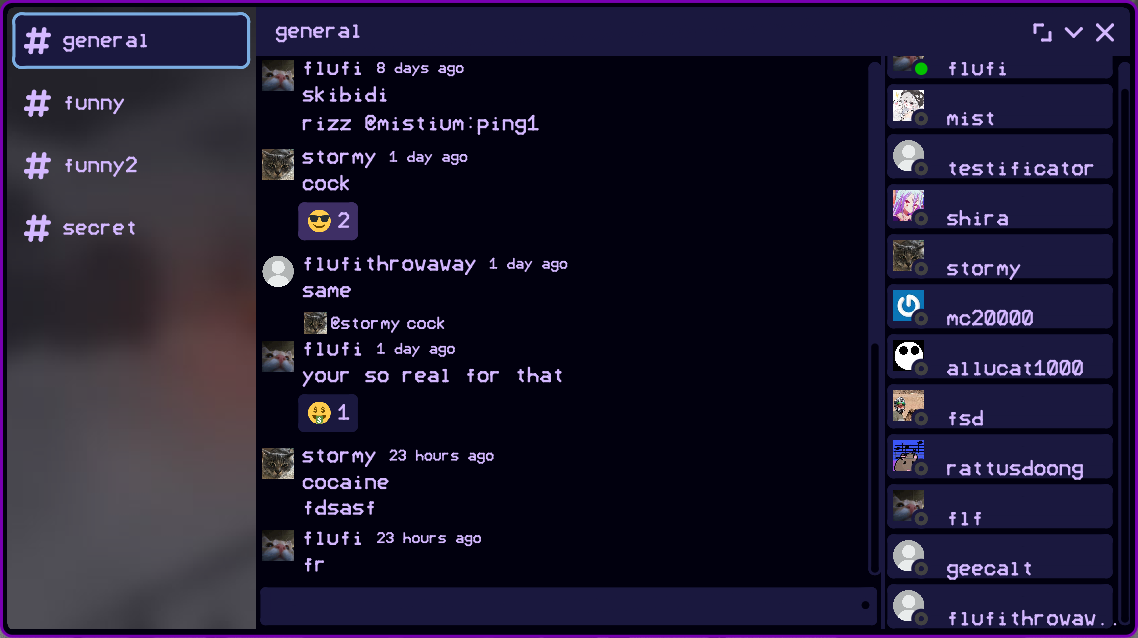 # general
# funny
# funny2
# secret
general
flufi 8 days ago
skibidi
rizz @mistium:ping1
stormy 1 day ago
cock
2
flufithrowaway 1 day ago
same
@stormy cock
flufi 1 day ago
your so real for that
1
stormy 23 hours ago
cocaine
fdsasf
flufi 23 hours ago
fr
flufi
mist
testificator
shira
stormy
mc20000
allucat1000
fsd
rattusdoong
flf
geecalt
flufithrowaw..